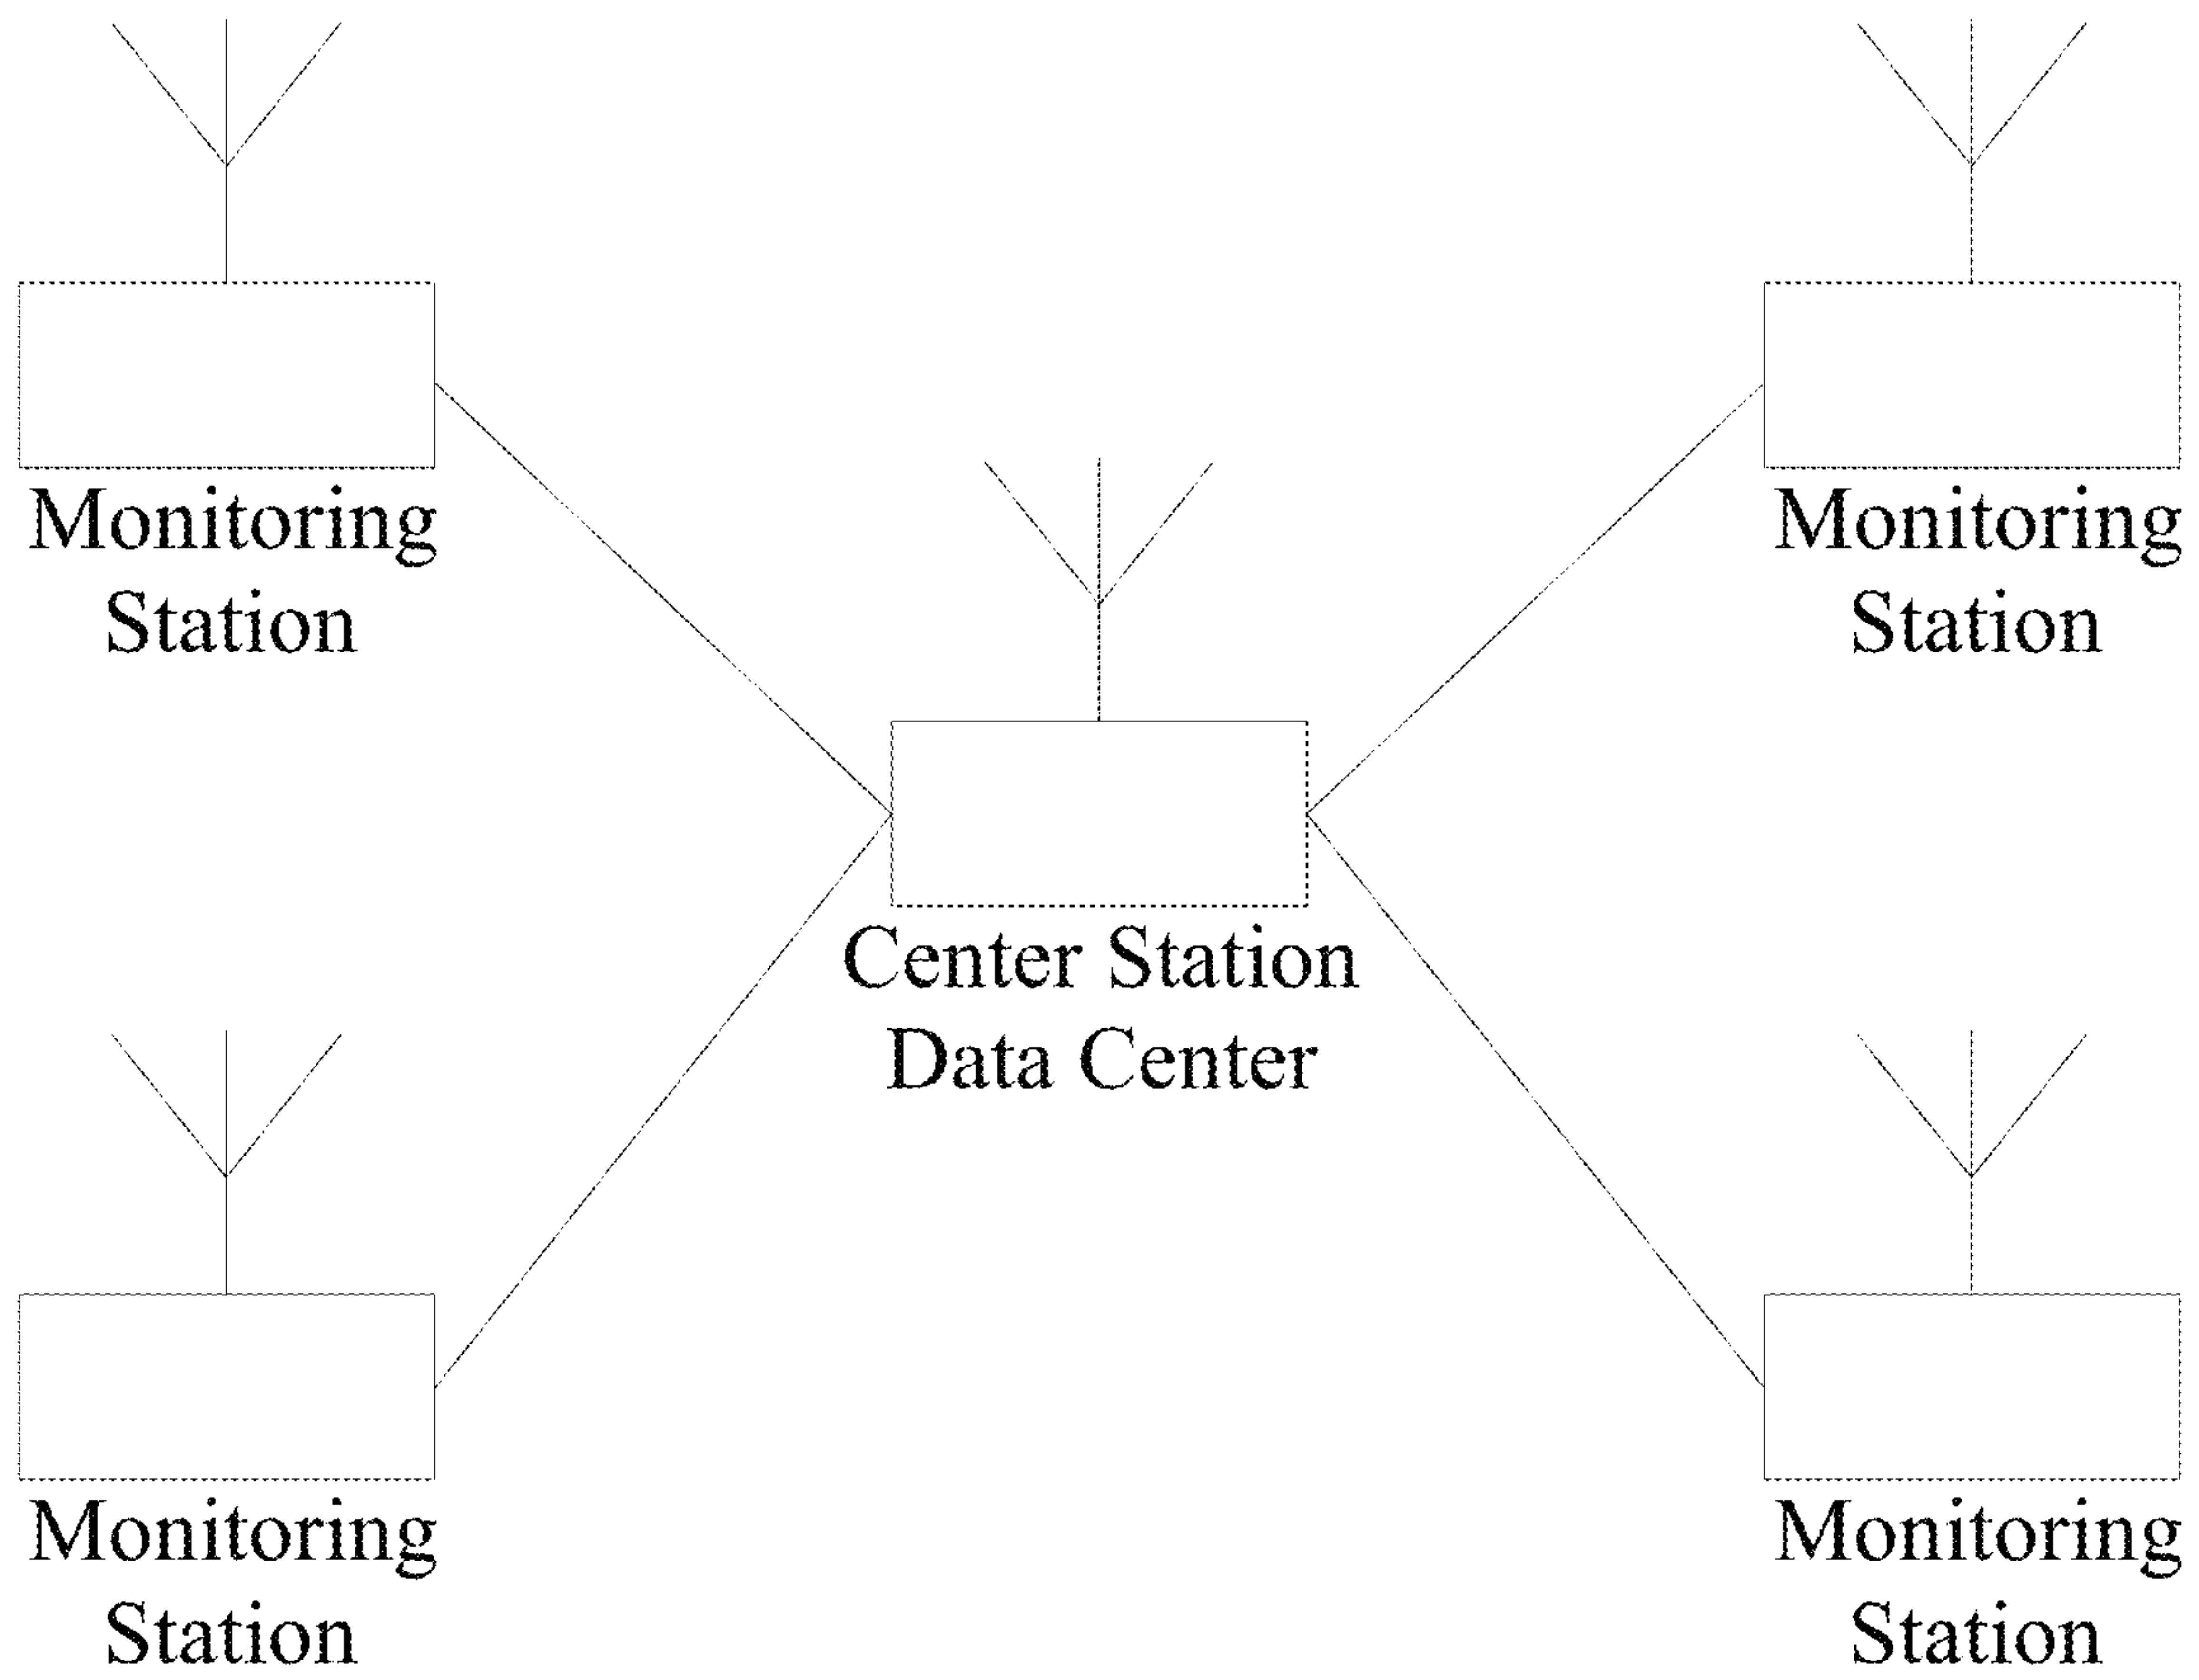 Monitoring
Station
Monitoring
Station
Center Station
Data Center
Monitoring
Station
Monitoring
Station